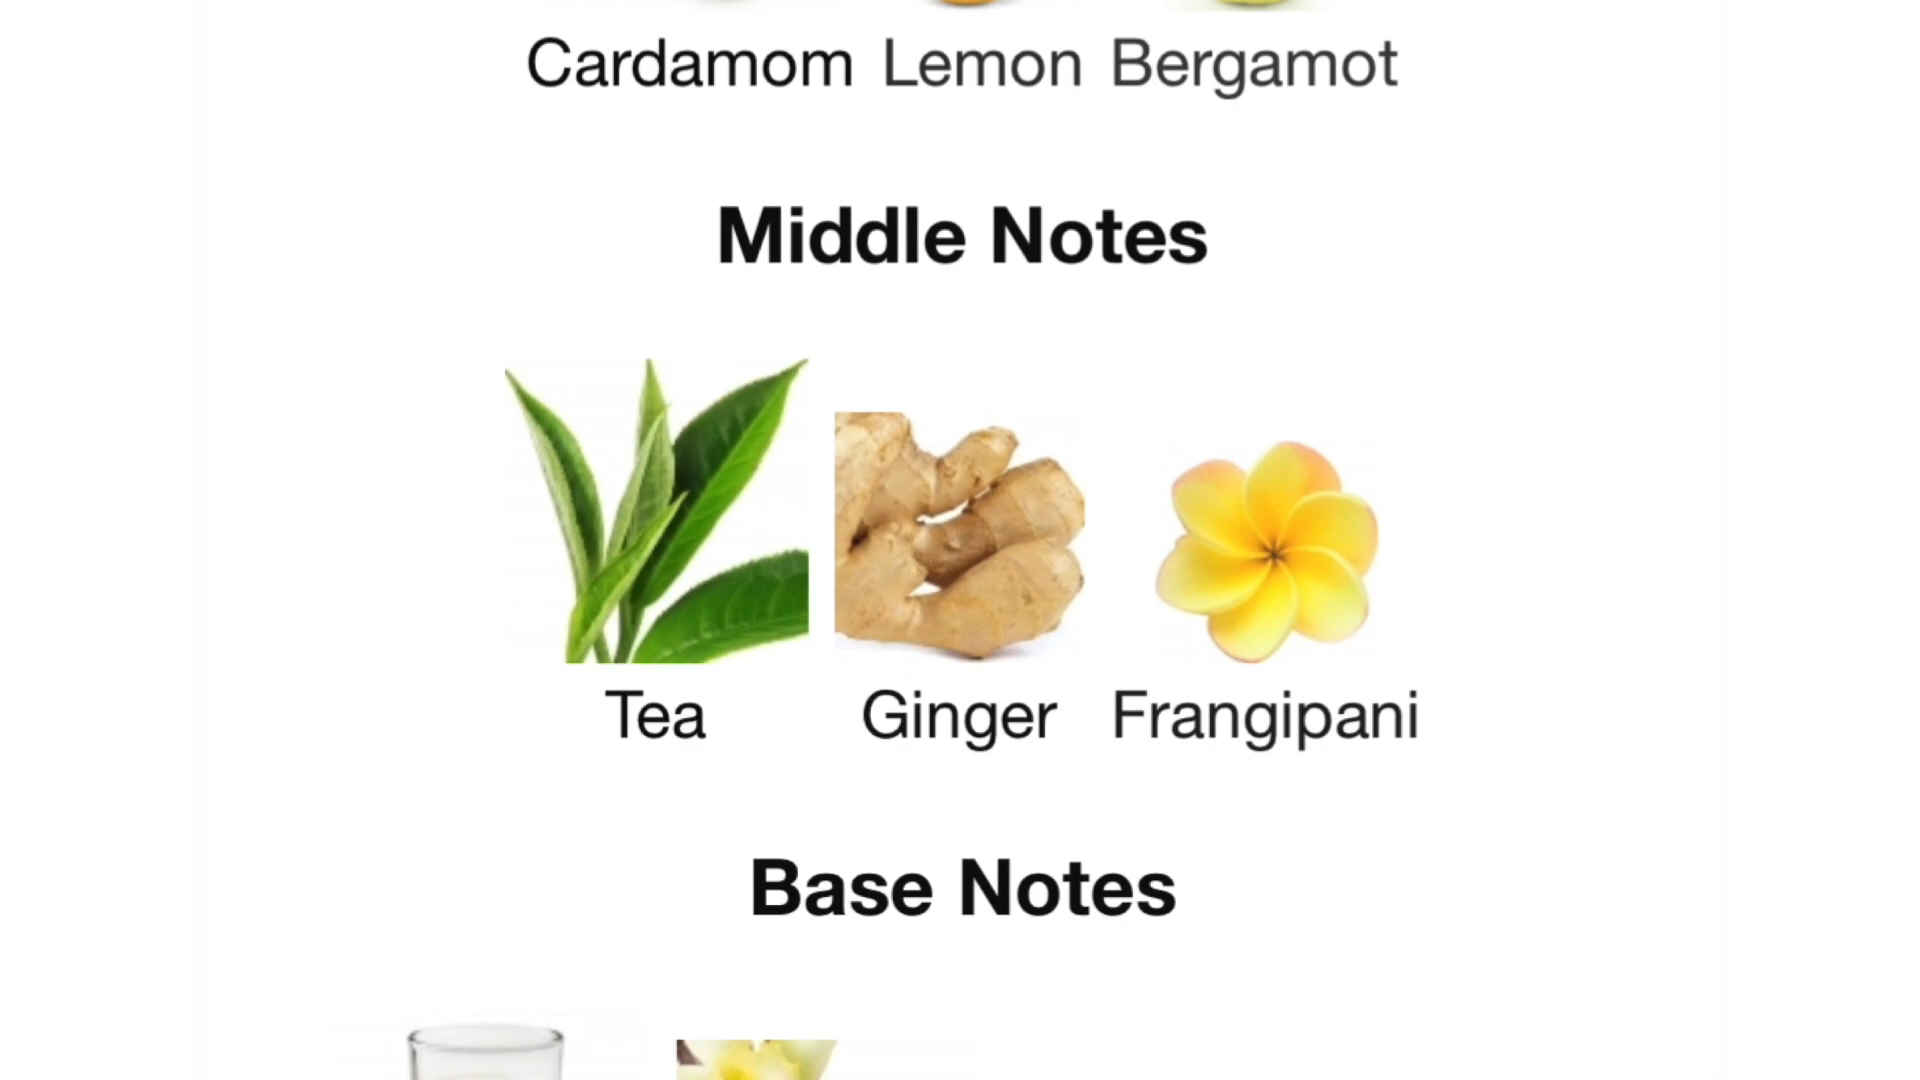 Cardamom Lemon Bergamot
Middle Notes
Tea Ginger Frangipani
Base Notes